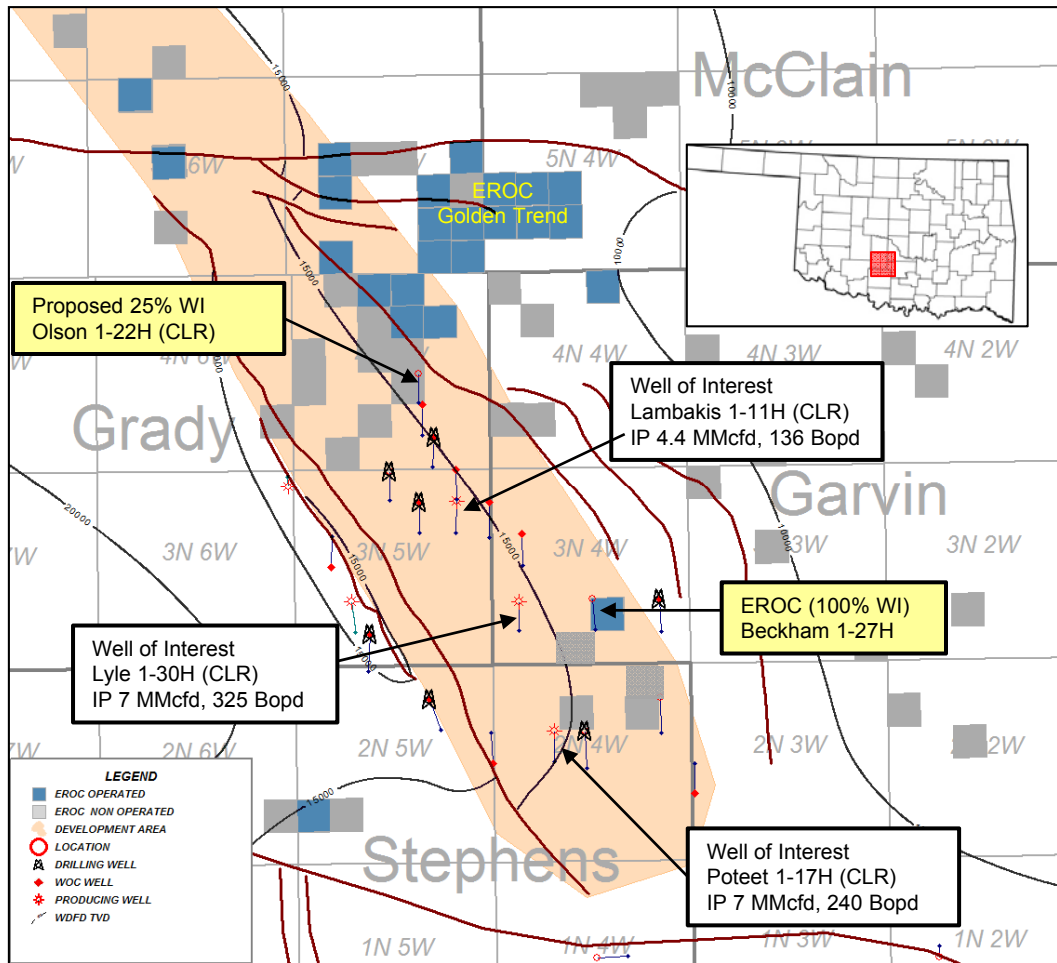 McClain
15000
10000
6W
5N 4W
EROC
Golden Trend
15000
10000
Proposed 25% WI
Olson 1-22H (CLR)
4N 6W
4N 4W
4N 3W
4N 2W
Well of Interest
Lambakis 1-11H (CLR)
IP 4.4 MMcfd, 136 Bopd
Grady
Garvin
20000
15000
15000
10000
3N 6W
3N 5W
3N 4W
3W
3N 2W
EROC (100% WI)
Beckham 1-27H
Well of Interest
Lyle 1-30H (CLR)
IP 7 MMcfd, 325 Bopd
15000
2N 6W
2N 5W
2N 4W
2N 3W
2W
LEGEND
EROC OPERATED
EROC NON OPERATED
DEVELOPMENT AREA
LOCATION
DRILLING WELL
WOC WELL
PRODUCING WELL
WDFD TVD
15000
Stephens
Well of Interest
Poteet 1-17H (CLR)
IP 7 MMcfd, 240 Bopd
1N 5W
1N 4W
1N 3W
1N 2W